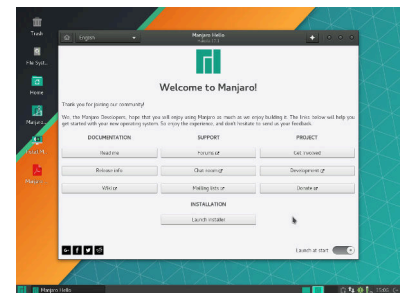 Trash
English
Manjaro Hello
File Syst...
Home
Welcome to Manjaro!
Thank you for joining our community!
We, the Manjaro Developers, hope that you will enjoy using Manjaro as much as we enjoy building it. The links below will help you
get started with your new operating system. So enjoy the experience, and don't hesitate to send us your feedback.
DOCUMENTATION SUPPORT PROJECT
Read me Forums Get involved
Release info Chat room Development
Wiki Mailing lists Donate
INSTALLATION
Launch installer
Launch at start
Manjaro Hello